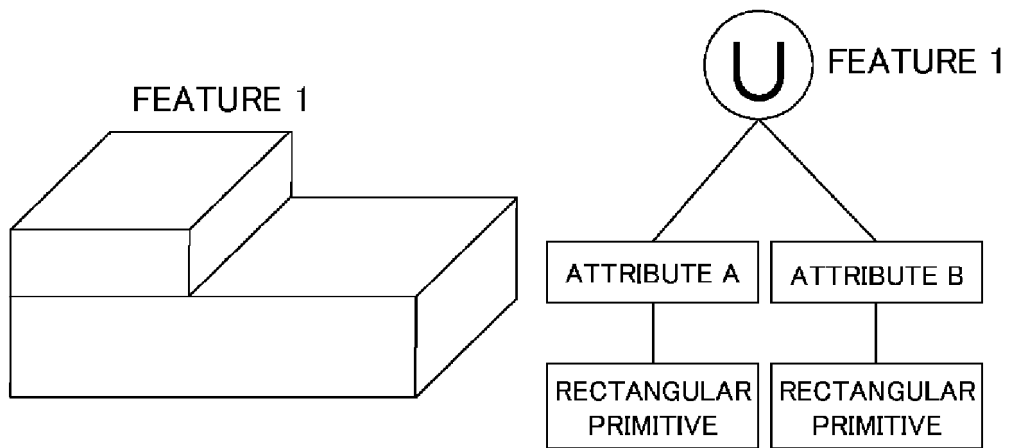 FEATURE 1
U
FEATURE 1
ATTRIBUTE A
ATTRIBUTE B
RECTANGULAR
PRIMITIVE
RECTANGULAR
PRIMITIVE